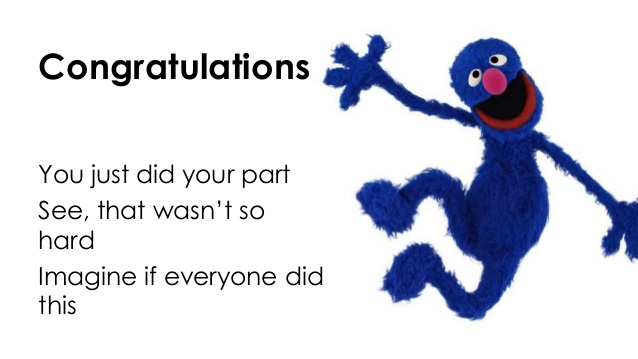 Congratulations
You just did your part
See, that wasn’t so
hard
Imagine if everyone did
this